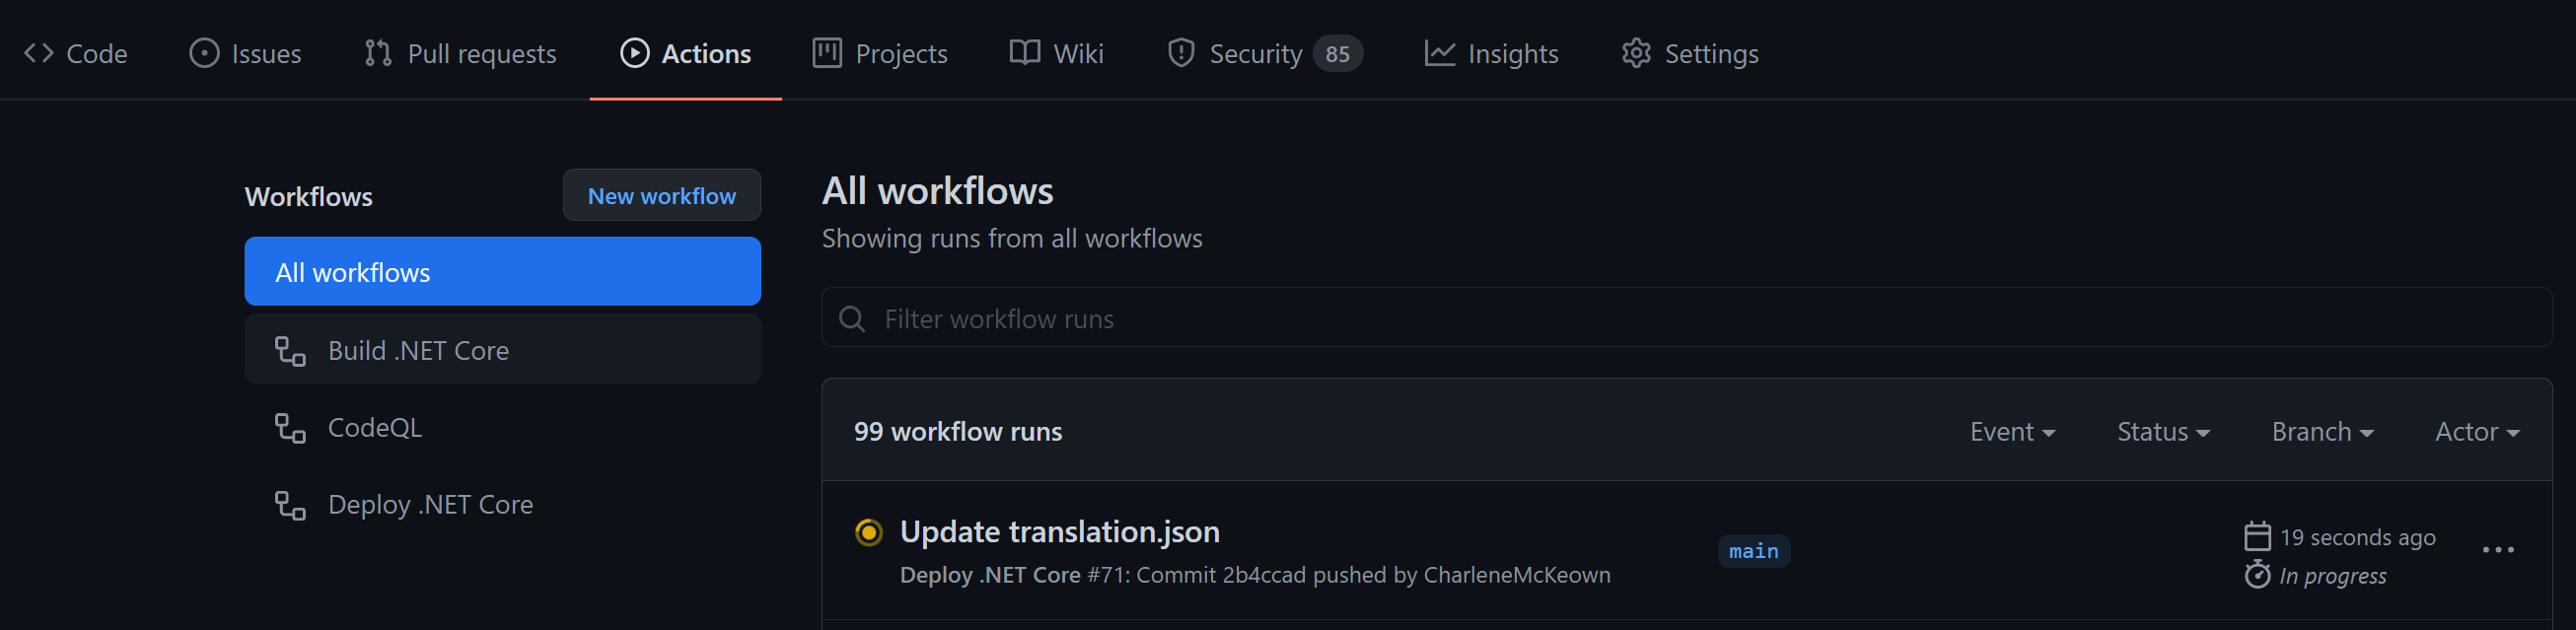 Code Issues Pull requests Actions Projects Wiki Security 85 Insights Settings
Workflows
New workflow
All workflows
Build .NET Core
CodeQL
Deploy .NET Core
All workflows
Showing runs from all workflows
Filter workflow runs
99 workflow runs
Event Status Branch Actor
Update translation.json
Deploy .NET Core #71: Commit 2b4ccad pushed by CharleneMcKeown
main
19 seconds ago
In progress